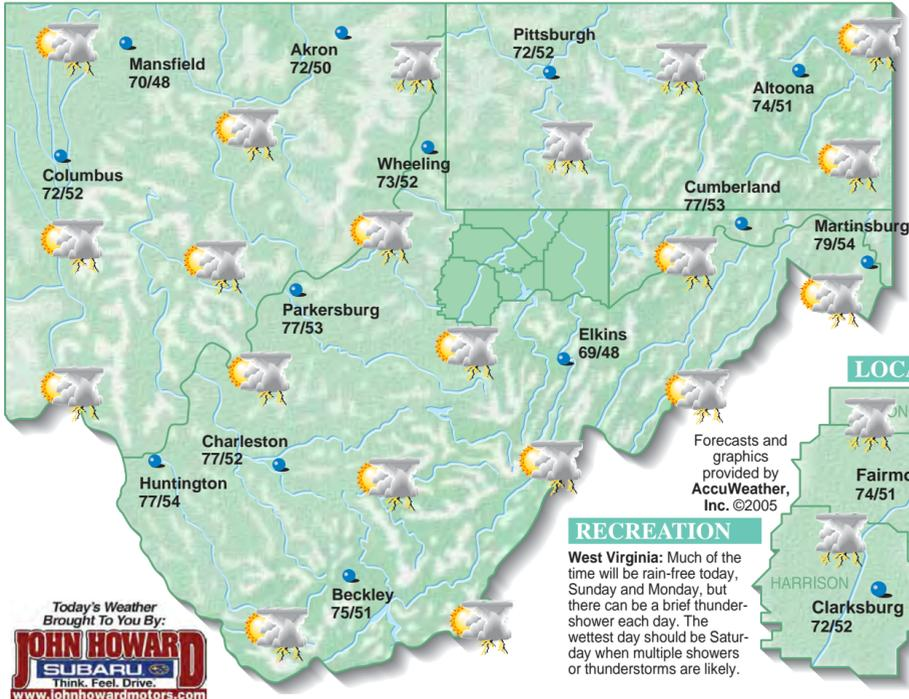 Mansfield
70/48
Akron
72/50
Pittsburgh
72/52
Altoona
74/51
Columbus
72/52
Wheeling
73/52
Cumberland
77/53
Martinsburg
79/54
Parkersburg
77/53
Elkins
69/48
Charleston
77/52
Huntington
77/54
Beckley
75/51
Forecasts and
graphics
provided by
AccuWeather,
Inc. ©2005
RECREATION
West Virginia: Much of the
time will be rain-free today,
Sunday and Monday, but
there can be a brief thunder-
shower each day. The
wettest day should be Satur-
day when multiple showers
or thunderstorms are likely.
LOCA
ON
Fairmo
74/51
HARRISON
Clarksburg
72/52
Today's Weather
Brought To You By:
JOHN HOWARD
SUBARU
Think. Feel. Drive.
www.johnhowardmotors.com